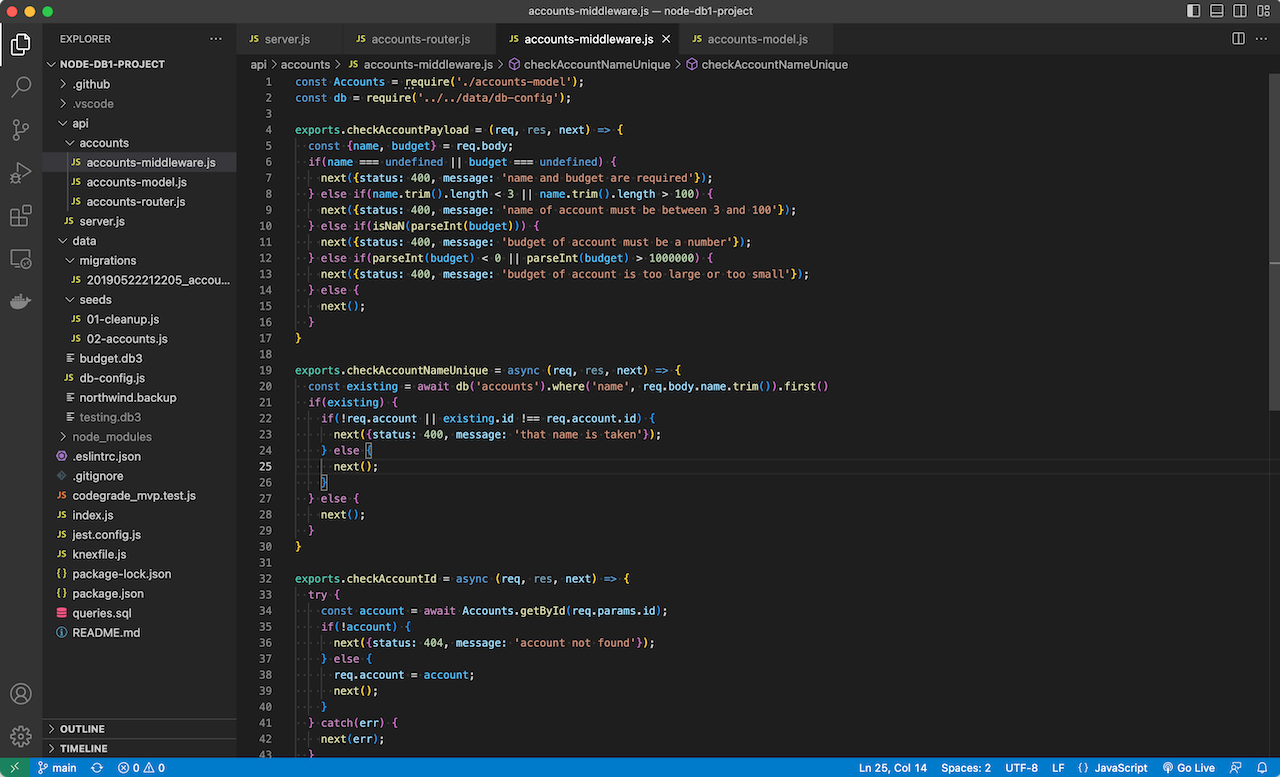 accounts-middleware.js — node-db1-project
EXPLORER
server.js
accounts-router.js
accounts-middleware.js
accounts-model.js
api > accounts > JS accounts-middleware.js > checkAccountNameUnique > checkAccountNameUnique
NODE-DB1-PROJECT
.github
.vscode
api
accounts
JS accounts-middleware.js
JS accounts-model.js
JS accounts-router.js
JS server.js
data
migrations
JS 20190522212205_accou...
seeds
JS 01-cleanup.js
JS 02-accounts.js
budget.db3
JS db-config.js
northwind.backup
testing.db3
node_modules
.eslintrc.json
.gitignore
JS codegrade_mvp.test.js
JS index.js
JS jest.config.js
JS knexfile.js
{} package-lock.json
{} package.json
queries.sql
README.md
OUTLINE
TIMELINE
1 const Accounts = require('./accounts-model');
2 const db = require('../../data/db-config');
3
4 exports.checkAccountPayload = (req, res, next) => {
5 const {name, budget} = req.body;
6 if(name === undefined || budget === undefined) {
7 next({status: 400, message: 'name and budget are required'});
8 } else if(name.trim().length < 3 || name.trim().length > 100) {
9 next({status: 400, message: 'name of account must be between 3 and 100'});
10 } else if(isNaN(parseInt(budget))) {
11 next({status: 400, message: 'budget of account must be a number'});
12 } else if(parseInt(budget) < 0 || parseInt(budget) > 1000000) {
13 next({status: 400, message: 'budget of account is too large or too small'});
14 } else {
15 next();
16 }
17 }
18
19 exports.checkAccountNameUnique = async (req, res, next) => {
20 const existing = await db('accounts').where('name', req.body.name.trim()).first()
21 if(existing) {
22 if(!req.account || existing.id !== req.account.id) {
23 next({status: 400, message: 'that name is taken'});
24 } else {
25 next();
26 }
27 } else {
28 next();
29 }
30 }
31
32 exports.checkAccountId = async (req, res, next) => {
33 try {
34 const account = await Accounts.getById(req.params.id);
35 if(!account) {
36 next({status: 404, message: 'account not found'});
37 } else {
38 req.account = account;
39 next();
40 }
41 } catch(err) {
42 next(err);
43 }
main
0 0
Ln 25, Col 14
Spaces: 2
UTF-8
LF
{} JavaScript
Go Live